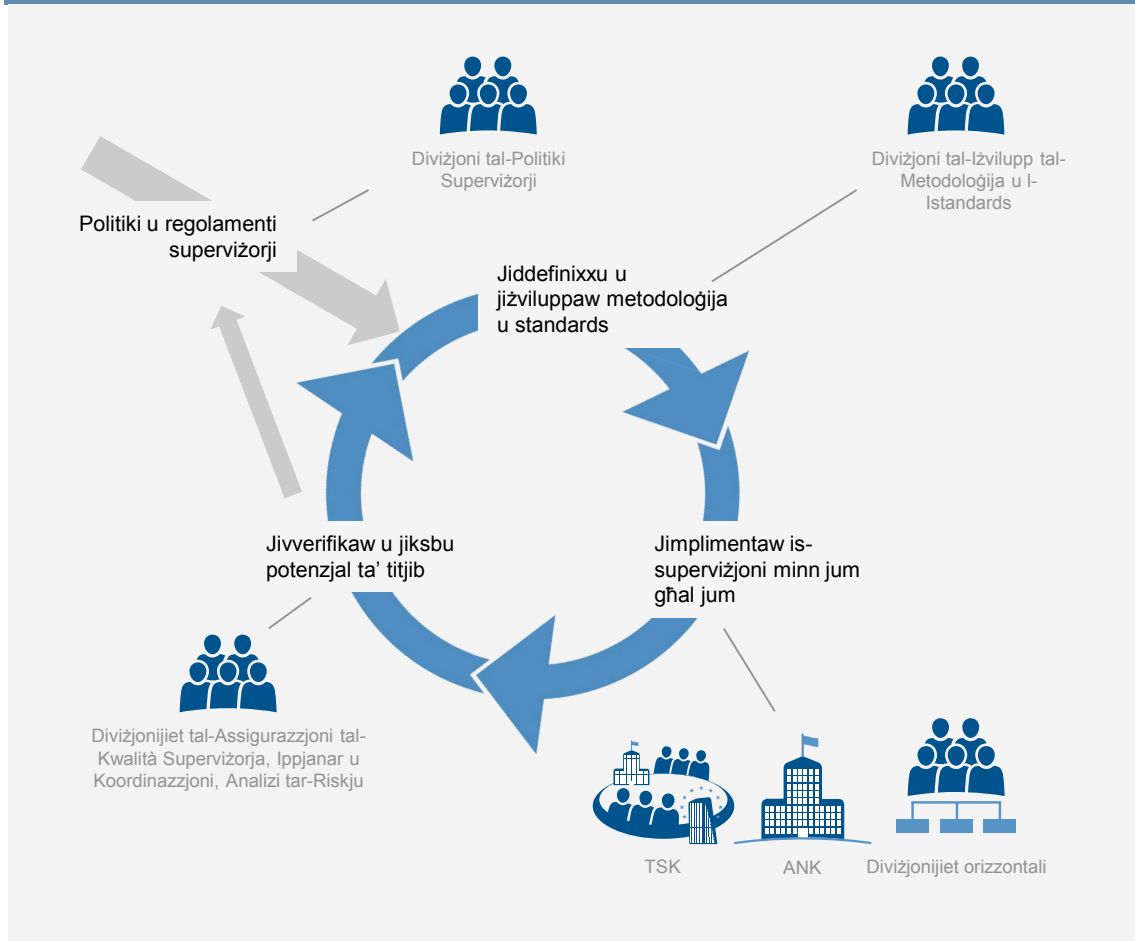 Diviżjoni tal-Politiki
Superviżorji
Diviżjoni tal-Iżvilupp tal-
Metodoloġija u l-
Istandards
Politiki u regolamenti
superviżorji
Jiddefinixxu u
jiżviluppaw metodoloġija
u standards
Jivverifikaw u jiksbu
potenzjal ta’ titjib
Jimplimentaw is-
superviżjoni minn jum
għal jum
Diviżjonijiet tal-Assigurazzjoni tal-
Kwalità Superviżorja, Ippjanar u
Koordinazzjoni, Analizi tar-Riskju
TSK
ANK
Diviżjonijiet orizzontali